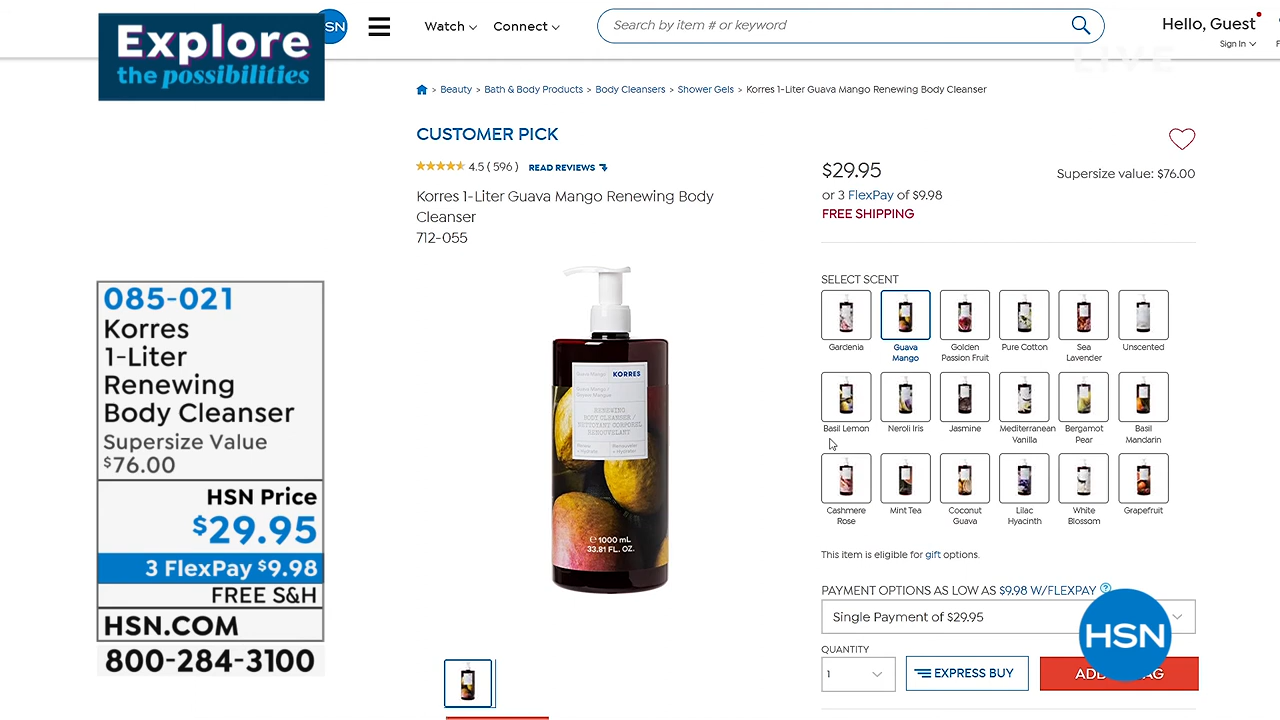 Explore
the possibilities
HSN
Watch
Connect
Search by item # or keyword
Hello, Guest
Sign In
LIVE
Beauty > Bath & Body Products > Body Cleansers > Shower Gels > Korres 1-Liter Guava Mango Renewing Body Cleanser
CUSTOMER PICK
4.5 ( 596 ) READ REVIEWS
Korres 1-Liter Guava Mango Renewing Body
Cleanser
712-055
$29.95
Supersize value: $76.00
or 3 FlexPay of $9.98
FREE SHIPPING
SELECT SCENT
Gardenia
Guava
Mango
Golden
Passion Fruit
Pure Cotton
Sea
Lavender
Unscented
Basil Lemon
Neroli Iris
Jasmine
Mediterranean
Vanilla
Bergamot
Pear
Basil
Mandarin
Cashmere
Rose
Mint Tea
Coconut
Guava
Lilac
Hyacinth
White
Blossom
Grapefruit
This item is eligible for gift options.
PAYMENT OPTIONS AS LOW AS $9.98 W/FLEXPAY ?
Single Payment of $29.95
QUANTITY
1
EXPRESS BUY
HSN
KORRES
RENEWING
BODY CLEANSER /
NETTOYANT CORPOREL
RENOUVELANT
1000 mL
33.81 FL. OZ.
085-021
Korres
1-Liter
Renewing
Body Cleanser
Supersize Value
$76.00
HSN Price
$29.95
3 FlexPay $9.98
FREE S&H
HSN.COM
800-284-3100